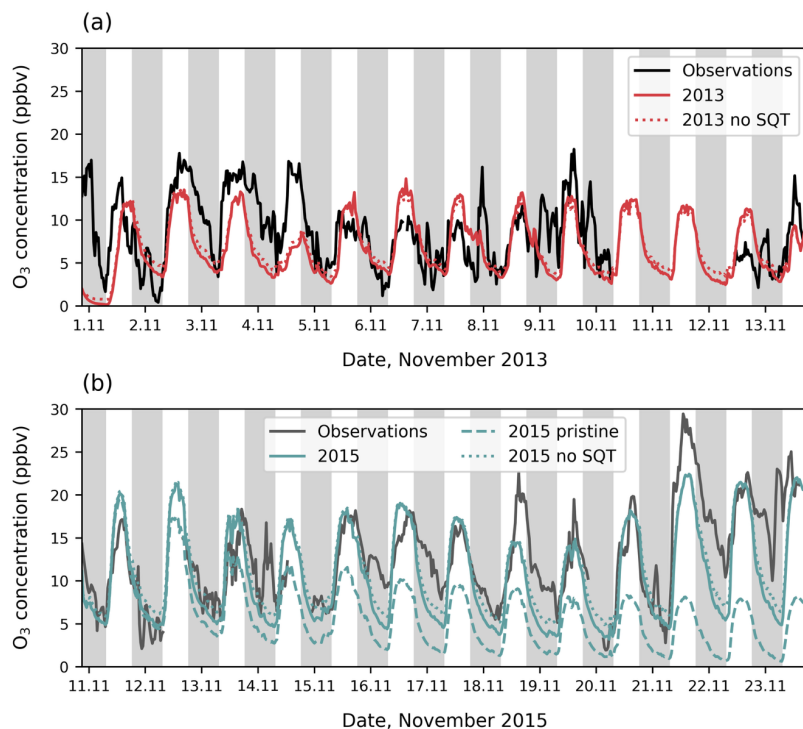 (a)
O₃ concentration (ppbv)
30
25
20
15
10
5
0
Observations
2013
2013 no SQT
1.11 2.11 3.11 4.11 5.11 6.11 7.11 8.11 9.11 10.11 11.11 12.11 13.11
Date, November 2013
(b)
O₃ concentration (ppbv)
30
25
20
15
10
5
0
Observations 2015 pristine
2015 2015 no SQT
11.11 12.11 13.11 14.11 15.11 16.11 17.11 18.11 19.11 20.11 21.11 22.11 23.11
Date, November 2015